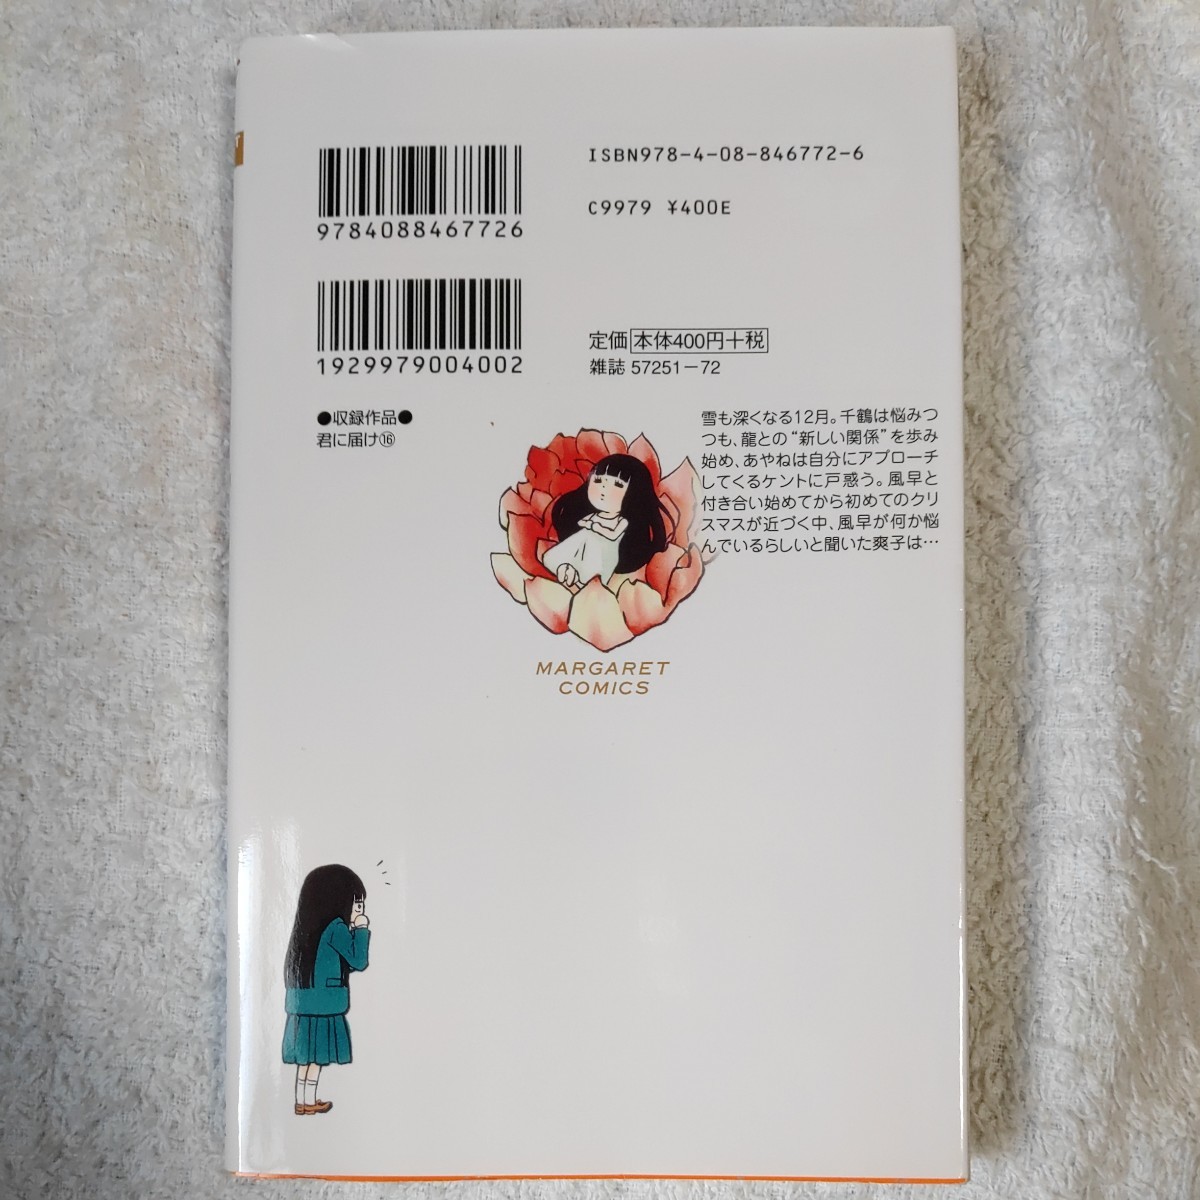 ISBN978-4-08-846772-6
C9979 ¥400E
9784088467726
1929979004002
定価 本体400円+税
雑誌 57251-72
●収録作品●
君に届け⑯
雪も深くなる12月。千鶴は悩みつ
つも、龍との“新しい関係”を歩み
始め、あやねは自分にアプローチ
してくるケントに戸惑う。風早と
付き合い始めてから初めてのクリ
スマスが近づく中、風早が何か悩
んでいるらしいと聞いた爽子は…
MARGARET
COMICS